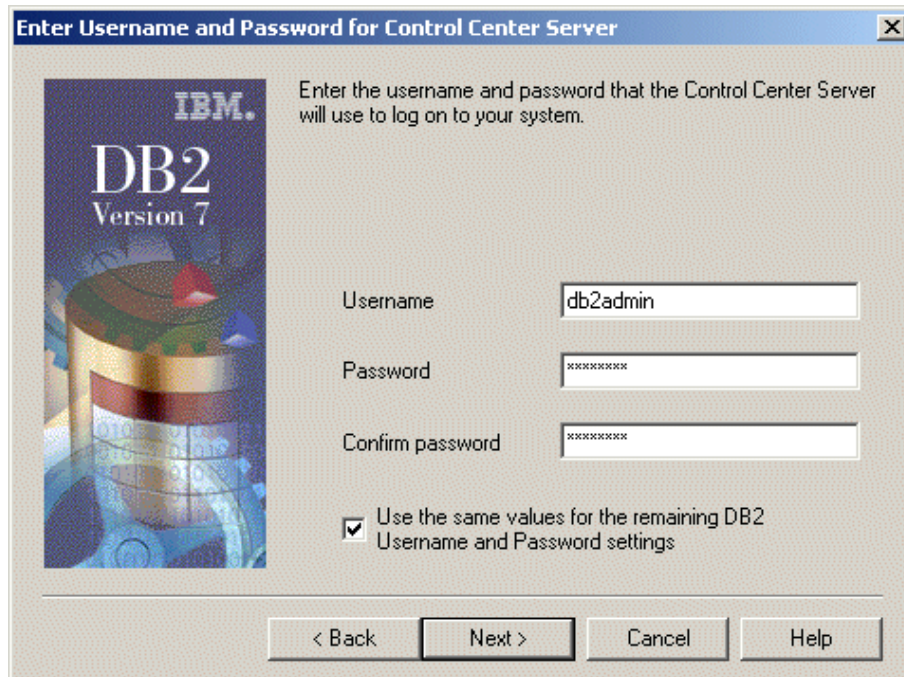 Enter Username and Password for Control Center Server
IBM.
DB2
Version 7
Enter the username and password that the Control Center Server
will use to log on to your system.
Username
db2admin
Password
********
Confirm password
********
Use the same values for the remaining DB2
Username and Password settings
< Back
Next >
Cancel
Help